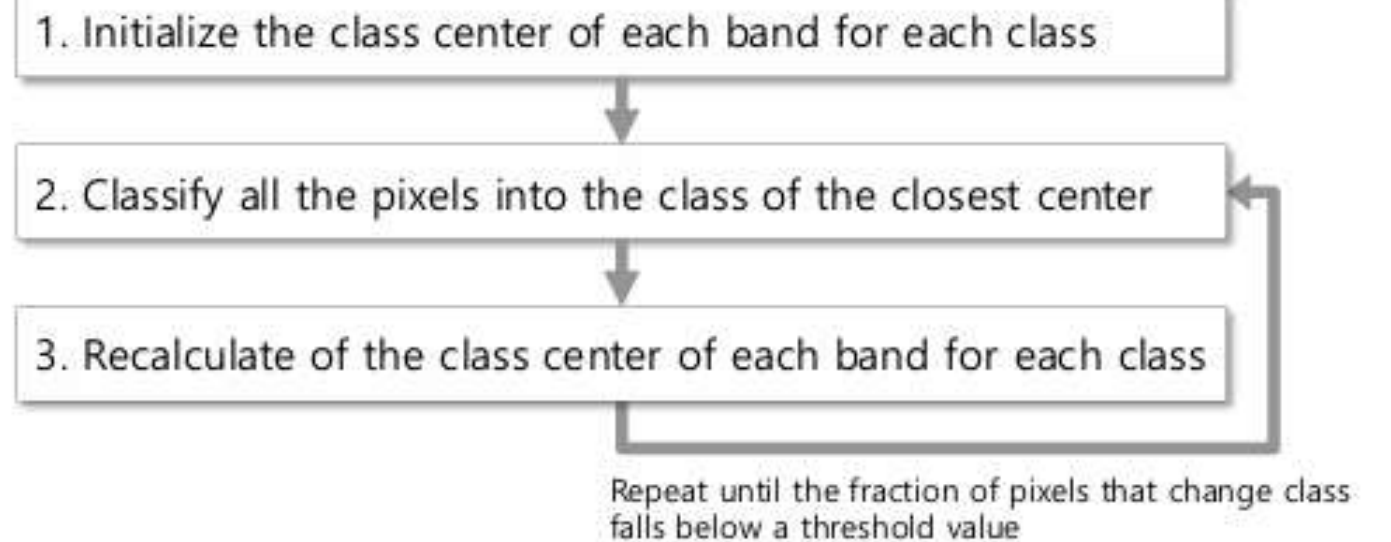 1. Initialize the class center of each band for each class
2. Classify all the pixels into the class of the closest center
3. Recalculate of the class center of each band for each class
Repeat until the fraction of pixels that change class
falls below a threshold value